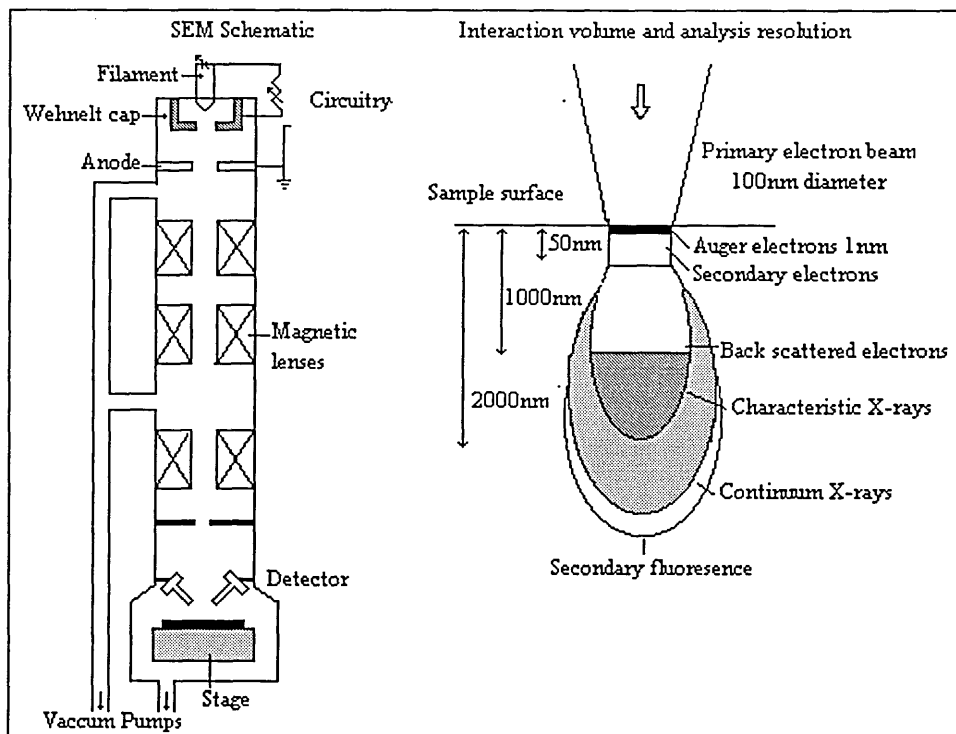 SEM Schematic
Filament
Wehnelt cap
Circuitry
Anode
Magnetic
lenses
Detector
Stage
Vaccum Pumps
Interaction volume and analysis resolution
Primary electron beam
100nm diameter
Sample surface
50nm
Auger electrons 1nm
Secondary electrons
1000nm
Back scattered electrons
2000nm
Characteristic X-rays
Continuum X-rays
Secondary fluoresence